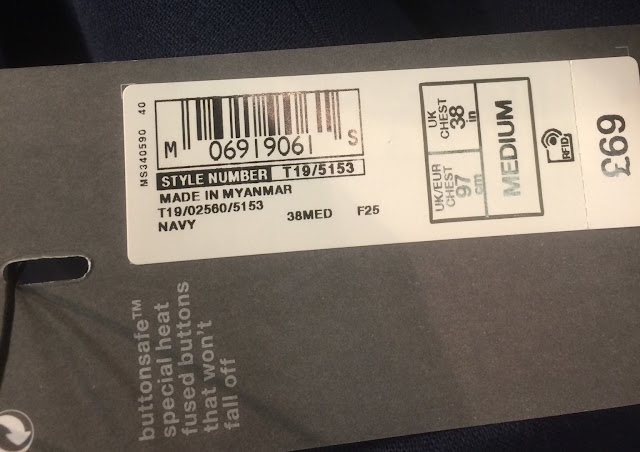 MS340590 40
M 06919061 S
STYLE NUMBER T19/5153
MADE IN MYANMAR
T19/02560/5153
NAVY 38MED F25
UK
CHEST
38
in
UK/EUR
CHEST
97
cm
MEDIUM
RFID
£69
buttonsafe™
special heat
fused buttons
that won't
fall off